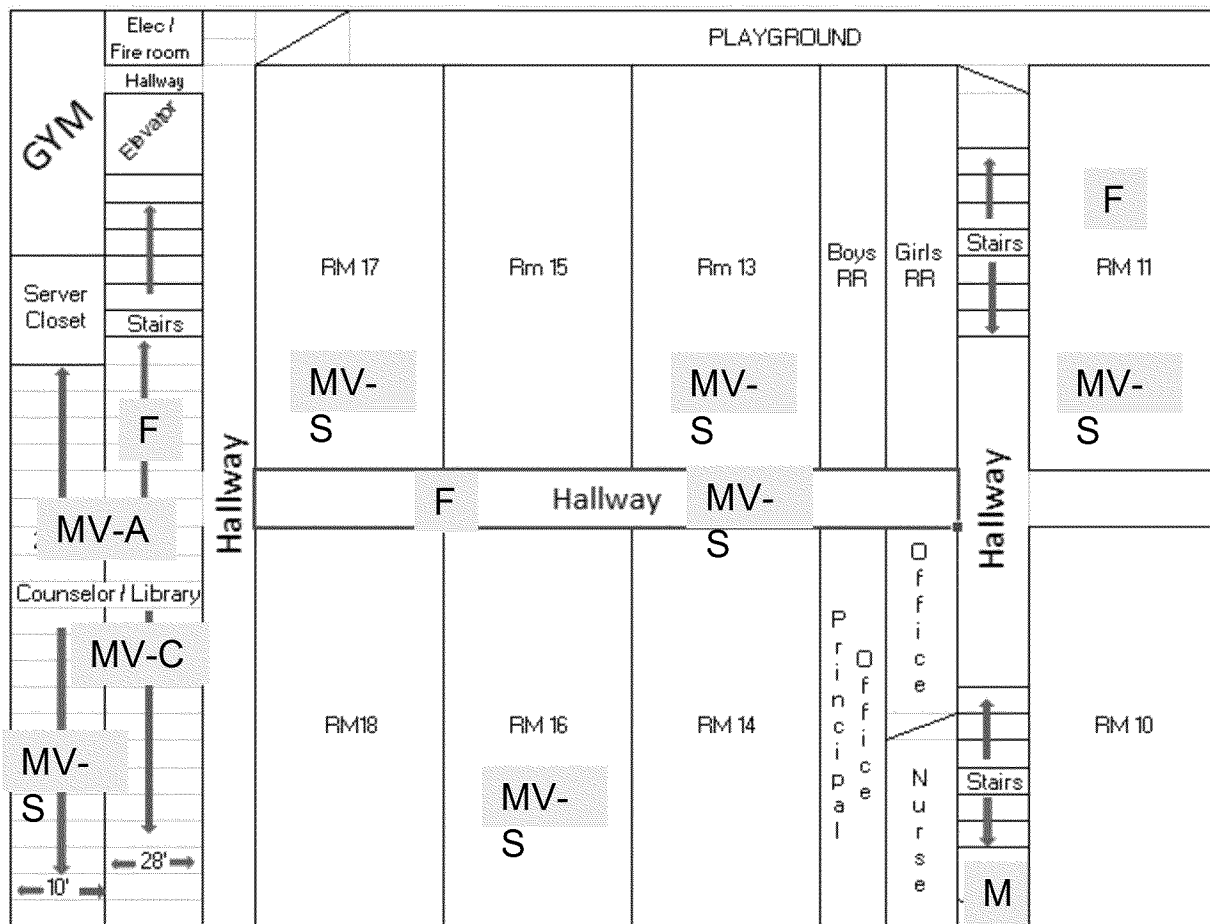 Elec /
Fire room
PLAYGROUND
Hallway
GYM
Elevator
F
Stairs
RM 17
Rm 15
Rm 13
Boys
RR
Girls
RR
RM 11
Server
Closet
Stairs
MV-
S
MV-
S
MV-
S
F
Hallway
F
Hallway
MV-
S
Hallway
MV-A
Counselor / Library
Office
Principal
Office
MV-C
RM18
RM 16
RM 14
RM 10
MV-
S
MV-
S
Nurse
Stairs
28'
10'
M